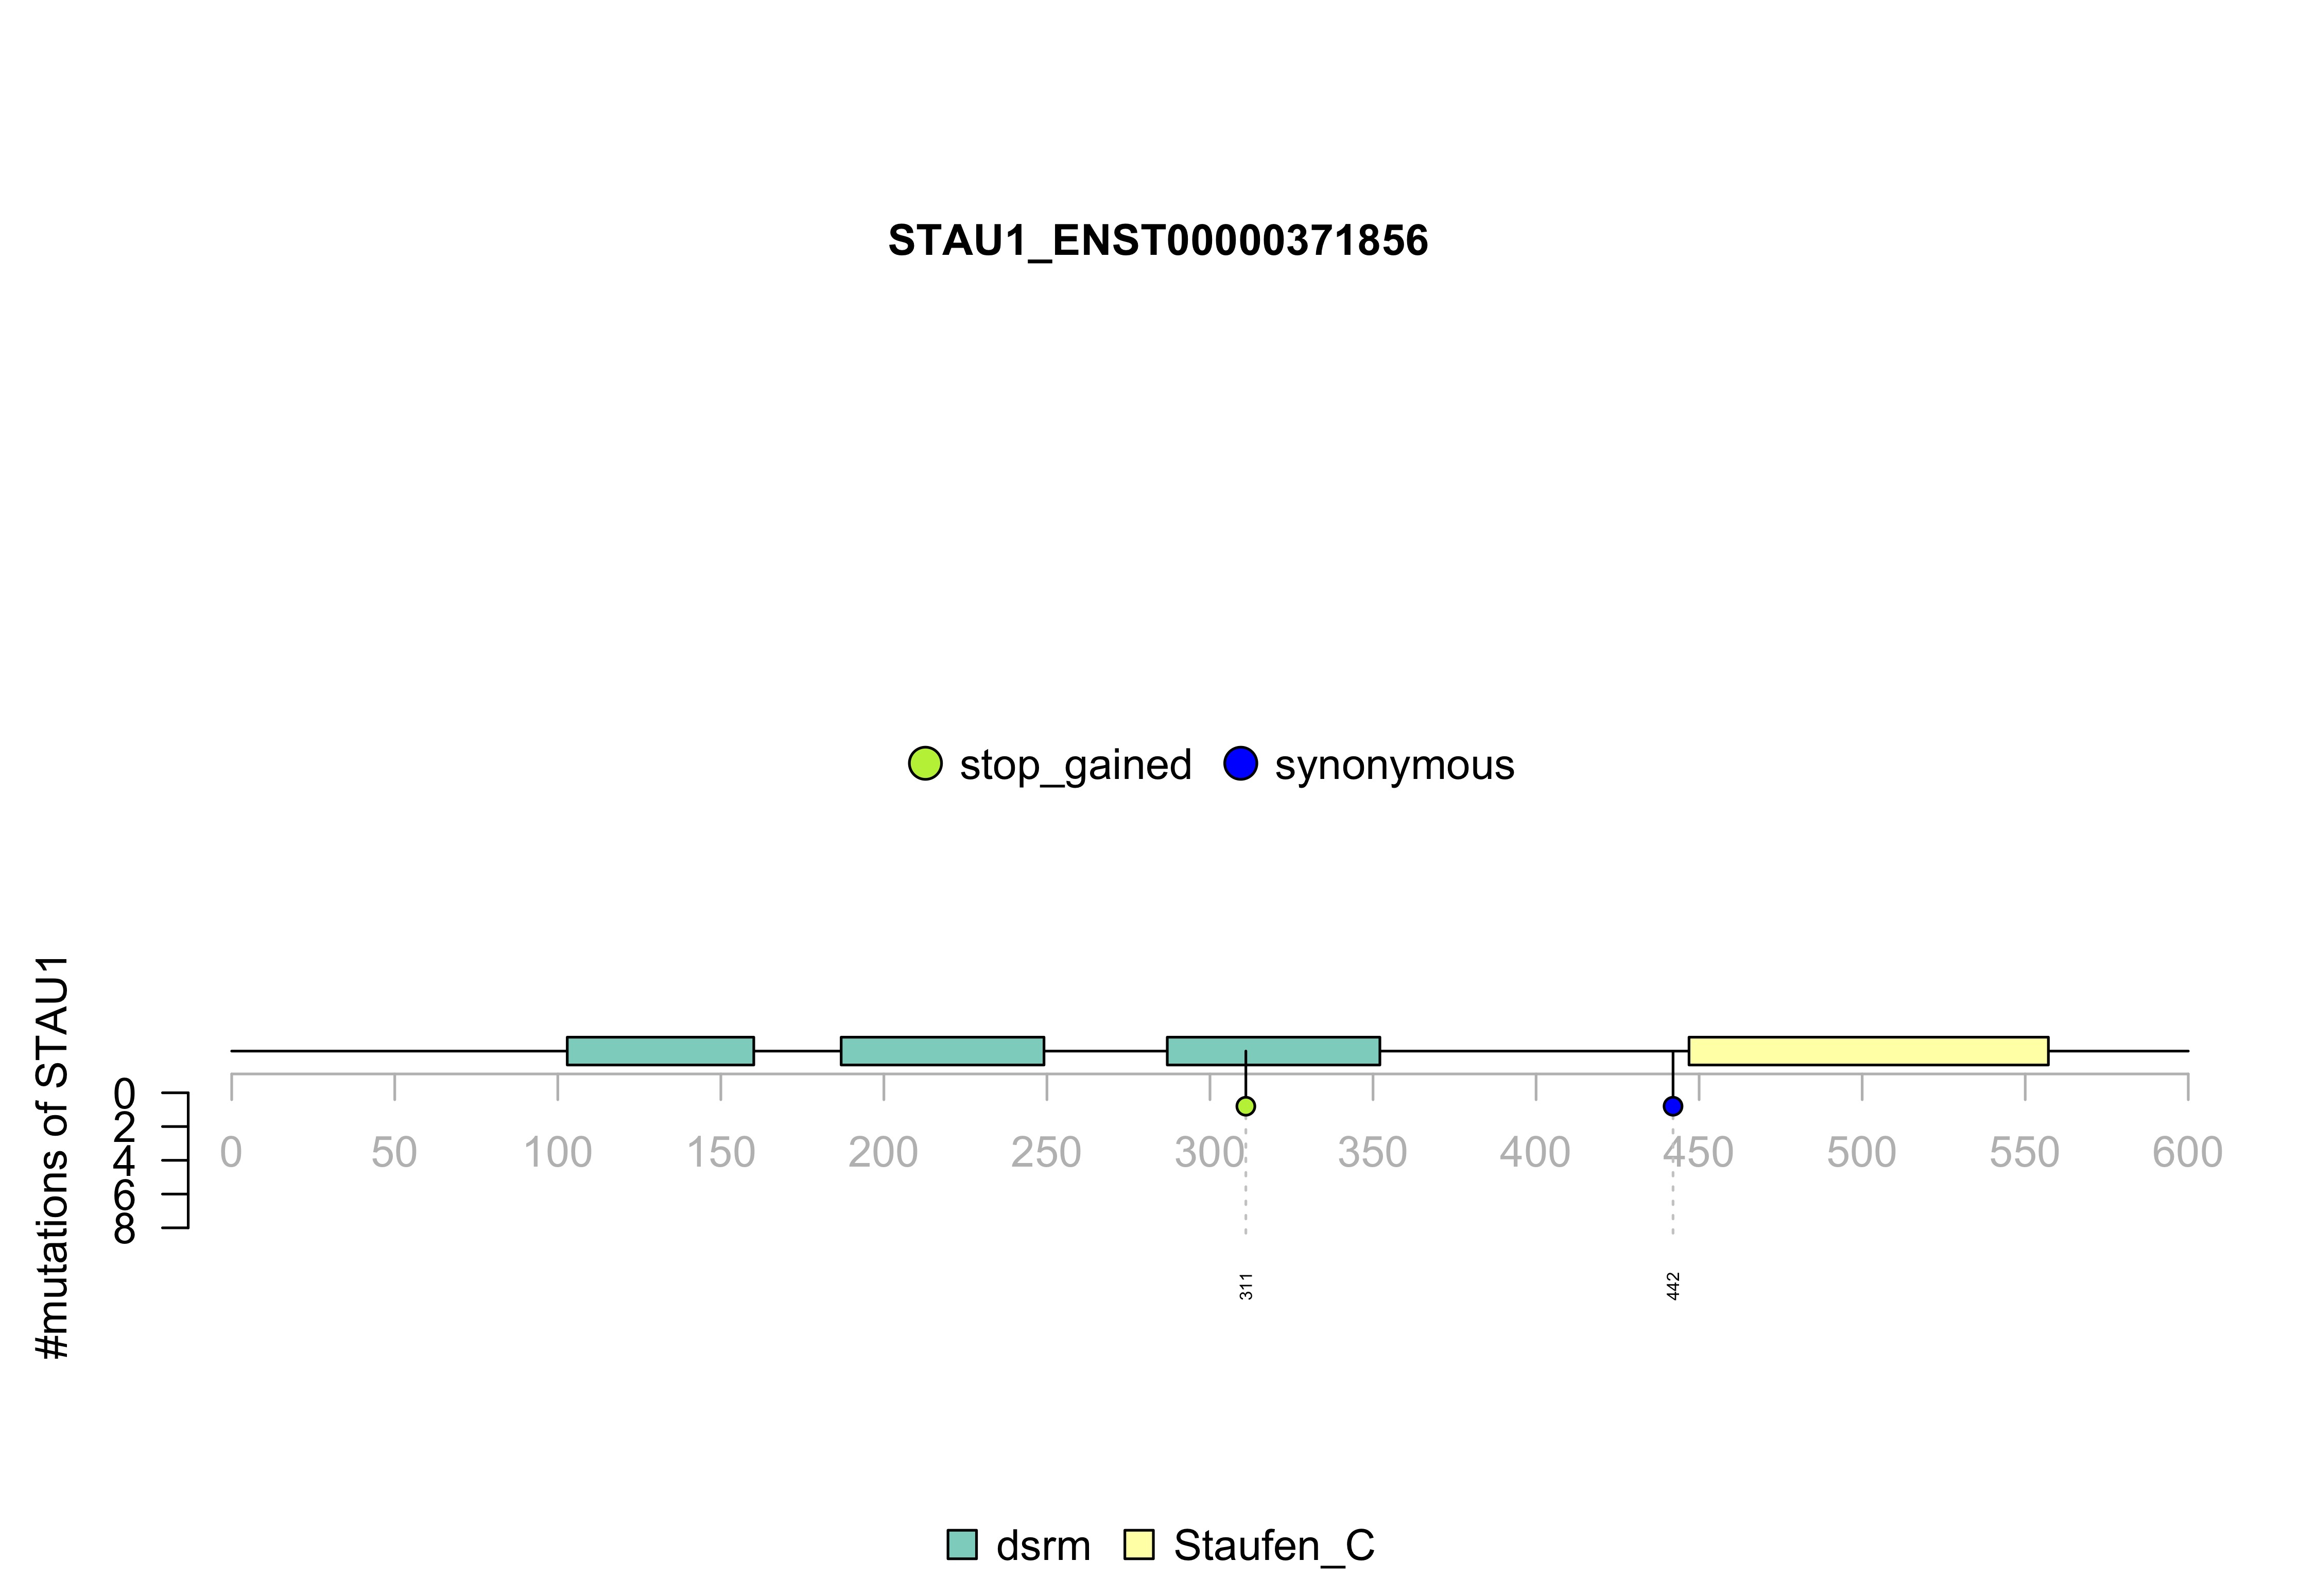 STAU1_ENST00000371856
stop_gained synonymous
#mutations of STAU1
0
2
4
6
8
0 50 100 150 200 250 300 350 400 450 500 550 600
311 442
dsrm Staufen_C